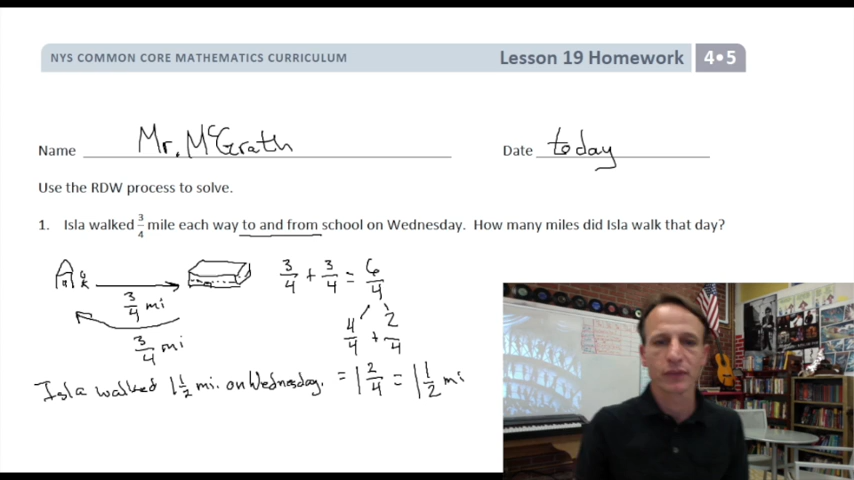 NYS COMMON CORE MATHEMATICS CURRICULUM Lesson 19 Homework 4•5
Name Mr. McGrath Date today
Use the RDW process to solve.
1. Isla walked 3/4 mile each way to and from school on Wednesday. How many miles did Isla walk that day?
3/4 + 3/4 = 6/4
3/4 mi
4/4 + 2/4
3/4 mi
Isla walked 1 1/2 mi. on Wednesday. = 1 2/4 = 1 1/2 mi